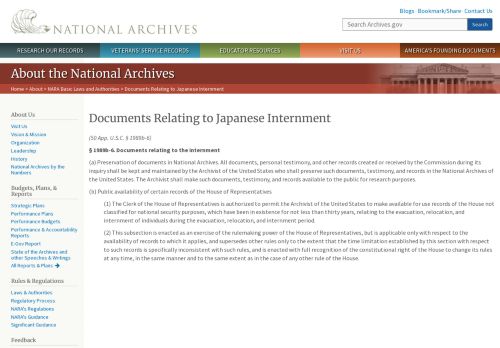 NATIONAL ARCHIVES
Blogs · Bookmark/Share · Contact Us
Search Archives.gov
Search
RESEARCH OUR RECORDS
VETERANS' SERVICE RECORDS
EDUCATOR RESOURCES
VISIT US
AMERICA'S FOUNDING DOCUMENTS
About the National Archives
Home > About > NARA Basic Laws and Authorities > Documents Relating to Japanese Internment
About Us
Visit Us
Vision & Mission
Organization
Leadership
History
National Archives by the
Numbers
Budgets, Plans, &
Reports
Strategic Plans
Performance Plans
Performance Budgets
Performance & Accountability
Reports
E-Gov Report
State of the Archives and
other Speeches & Writings
All Reports & Plans →
Rules & Regulations
Laws & Authorities
Regulatory Process
NARA's Regulations
NARA's Guidance
Significant Guidance
Feedback
Documents Relating to Japanese Internment
(50 App. U.S.C. § 1989b-6)
§ 1989b-6. Documents relating to the internment
(a) Preservation of documents in National Archives. All documents, personal testimony, and other records created or received by the Commission during its
inquiry shall be kept and maintained by the Archivist of the United States who shall preserve such documents, testimony, and records in the National Archives of
the United States. The Archivist shall make such documents, testimony, and records available to the public for research purposes.
(b) Public availability of certain records of the House of Representatives
(1) The Clerk of the House of Representatives is authorized to permit the Archivist of the United States to make available for use records of the House not
classified for national security purposes, which have been in existence for not less than thirty years, relating to the evacuation, relocation, and
internment of individuals during the evacuation, relocation, and internment period.
(2) This subsection is enacted as an exercise of the rulemaking power of the House of Representatives, but is applicable only with respect to the
availability of records to which it applies, and supersedes other rules only to the extent that the time limitation established by this section with respect
to such records is specifically inconsistent with such rules, and is enacted with full recognition of the constitutional right of the House to change its rules
at any time, in the same manner and to the same extent as in the case of any other rule of the House.